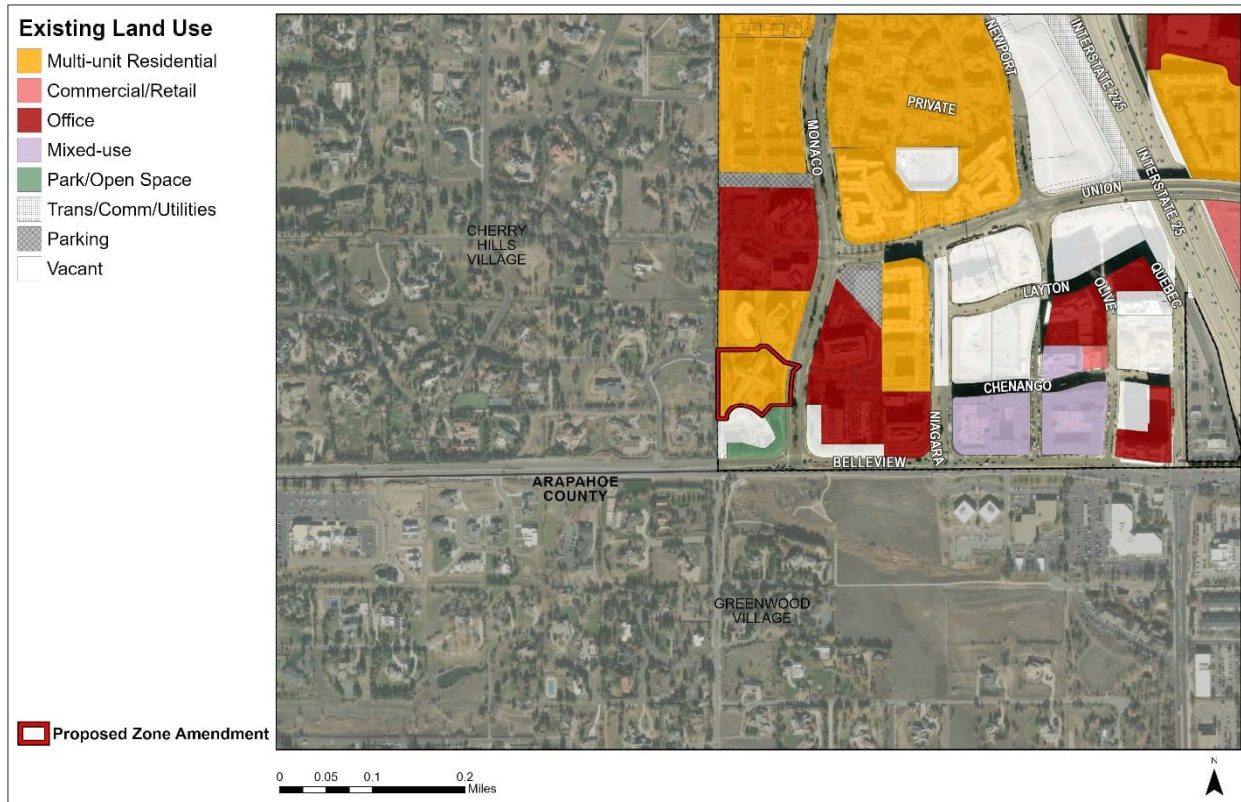 Existing Land Use
Multi-unit Residential
Commercial/Retail
Office
Mixed-use
Park/Open Space
Trans/Comm/Utilities
Parking
Vacant
Proposed Zone Amendment
NEWPORT
INTERSTATE 225
PRIVATE
MONACO
INTERSTATE 25
UNION
CHERRY
HILLS
VILLAGE
LAYTON
OLIVE
QUEBEC
CHENANGO
NIAGARA
BELLEVIEW
ARAPAHOE
COUNTY
GREENWOOD
VILLAGE
0 0.05 0.1 0.2
Miles
N